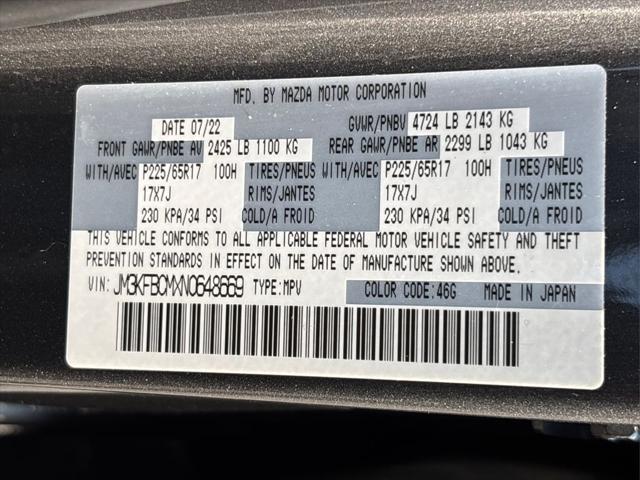 MFD. BY MAZDA MOTOR CORPORATION
DATE 07/22 GVWR/PNBV 4724 LB 2143 KG
FRONT GAWR/PNBE AV 2425 LB 1100 KG REAR GAWR/PNBE AR 2299 LB 1043 KG
WITH/AVEC P225/65R17 100H TIRES/PNEUS WITH/AVEC P225/65R17 100H TIRES/PNEUS
17X7J RIMS/JANTES 17X7J RIMS/JANTES
230 KPA/34 PSI COLD/A FROID 230 KPA/34 PSI COLD/A FROID
THIS VEHICLE CONFORMS TO ALL APPLICABLE FEDERAL MOTOR VEHICLE SAFETY AND THEFT
PREVENTION STANDARDS IN EFFECT ON THE DATE OF MANUFACTURE SHOWN ABOVE.
VIN: JM3KFBCMXN0648669 TYPE: MPV COLOR CODE: 46G MADE IN JAPAN